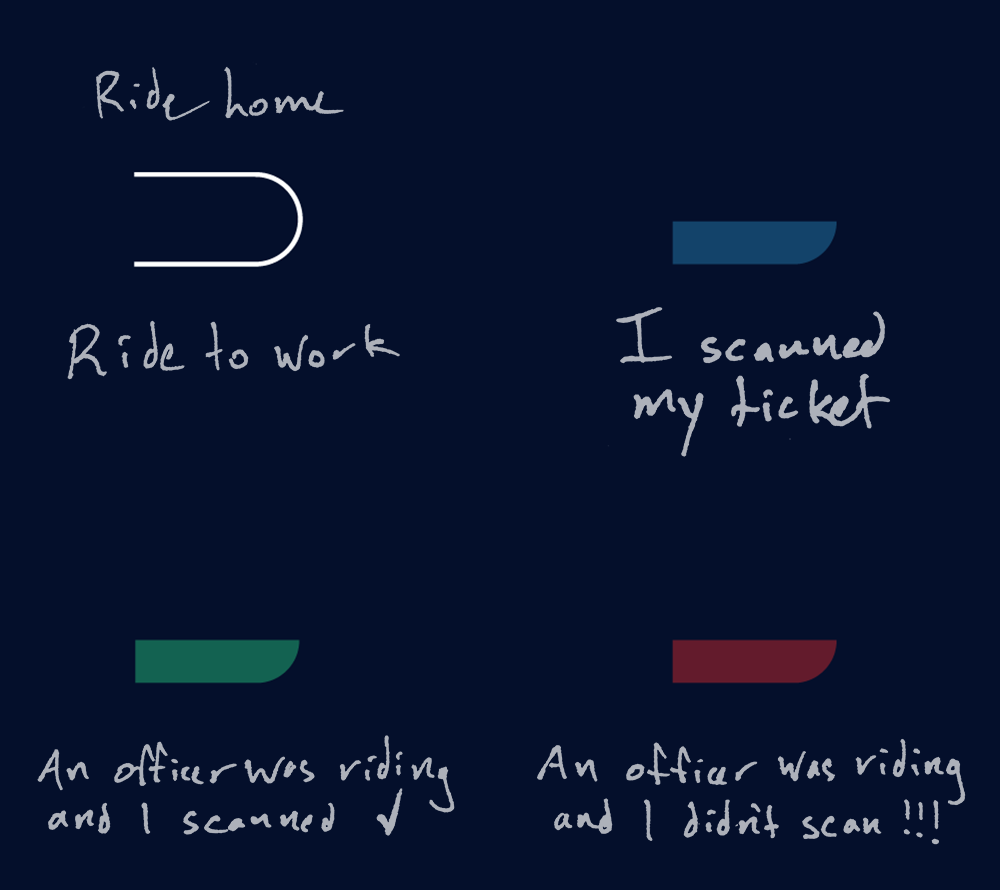 Ride home
Ride to work
I scanned
my ticket
An officer was riding
and I scanned ✓
An officer was riding
and I didn't scan !!!